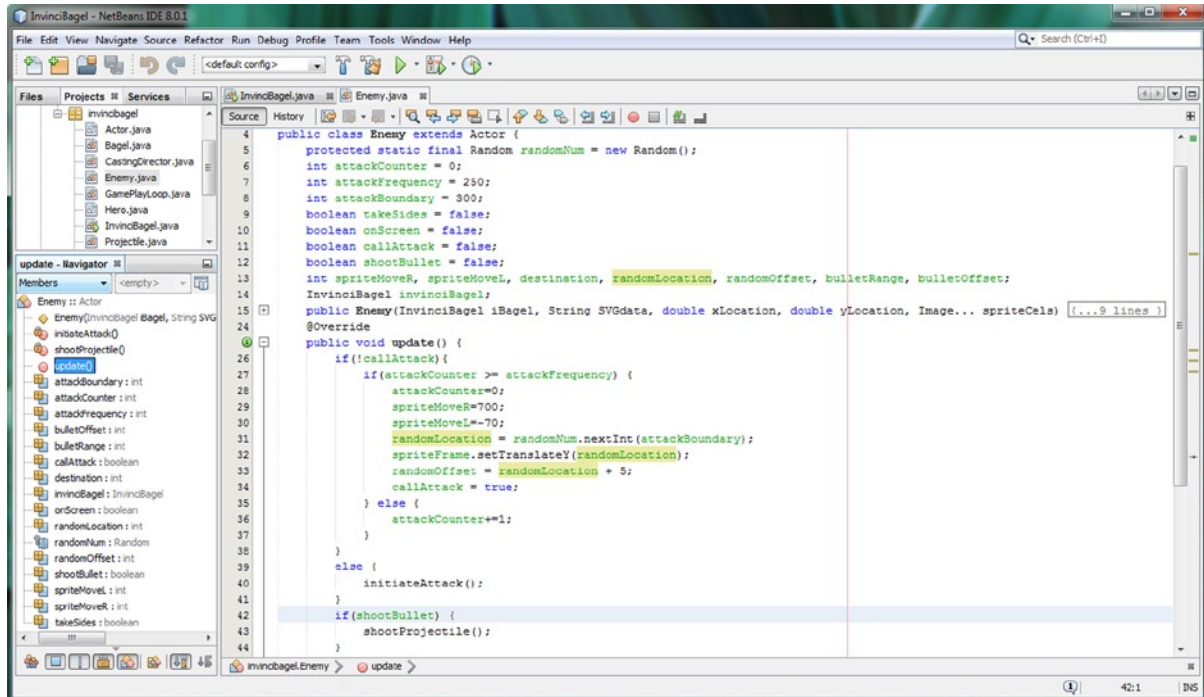 InvinciBagel - NetBeans IDE 8.0.1
File Edit View Navigate Source Refactor Run Debug Profile Team Tools Window Help
Search (Ctrl+I)
<default config>
Files Projects Services
invincibagel
Actor.java
Bagel.java
CastingDirector.java
Enemy.java
GamePlayLoop.java
Hero.java
InvinciBagel.java
Projectile.java
update - Navigator
Members <empty>
Enemy :: Actor
Enemy(InvinciBagel iBagel, String SVG
initiateAttack()
shootProjectile()
update()
attackBoundary : int
attackCounter : int
attackFrequency : int
bulletOffset : int
bulletRange : int
callAttack : boolean
destination : int
invinciBagel : InvinciBagel
onScreen : boolean
randomLocation : int
randomNum : Random
randomOffset : int
shootBullet : boolean
spriteMoveL : int
spriteMoveR : int
takeSides : boolean
InvinciBagel.java Enemy.java
Source History
4 public class Enemy extends Actor {
5 protected static final Random randomNum = new Random();
6 int attackCounter = 0;
7 int attackFrequency = 250;
8 int attackBoundary = 300;
9 boolean takeSides = false;
10 boolean onScreen = false;
11 boolean callAttack = false;
12 boolean shootBullet = false;
13 int spriteMoveR, spriteMoveL, destination, randomLocation, randomOffset, bulletRange, bulletOffset;
14 InvinciBagel invinciBagel;
15 public Enemy(InvinciBagel iBagel, String SVGdata, double xLocation, double yLocation, Image... spriteCels) {...9 lines }
24 @Override
public void update() {
26 if(!callAttack){
27 if(attackCounter >= attackFrequency) {
28 attackCounter=0;
29 spriteMoveR=700;
30 spriteMoveL=-70;
31 randomLocation = randomNum.nextInt(attackBoundary);
32 spriteFrame.setTranslateY(randomLocation);
33 randomOffset = randomLocation + 5;
34 callAttack = true;
35 } else {
36 attackCounter+=1;
37 }
38 }
39 else {
40 initiateAttack();
41 }
42 if(shootBullet) {
43 shootProjectile();
44 }
invincibagel.Enemy update
1 42:1 INS